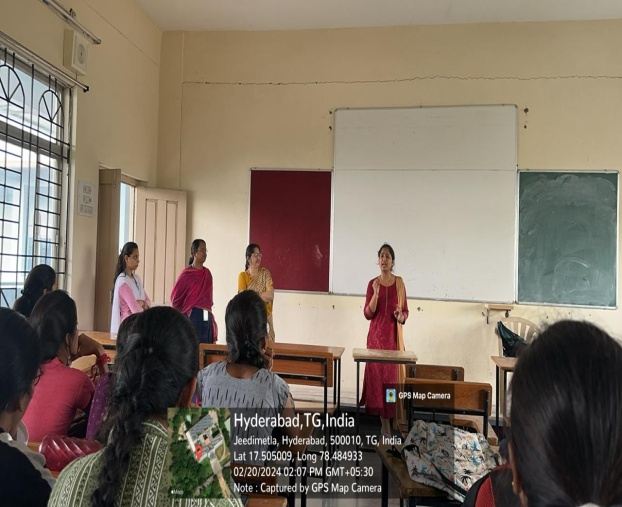 GPS Map Camera
Hyderabad,TG,India
Jeedimetla, Hyderabad, 500010, TG, India
Lat 17.505009, Long 78.484933
02/20/2024 02:07 PM GMT+05:30
Note : Captured by GPS Map Camera